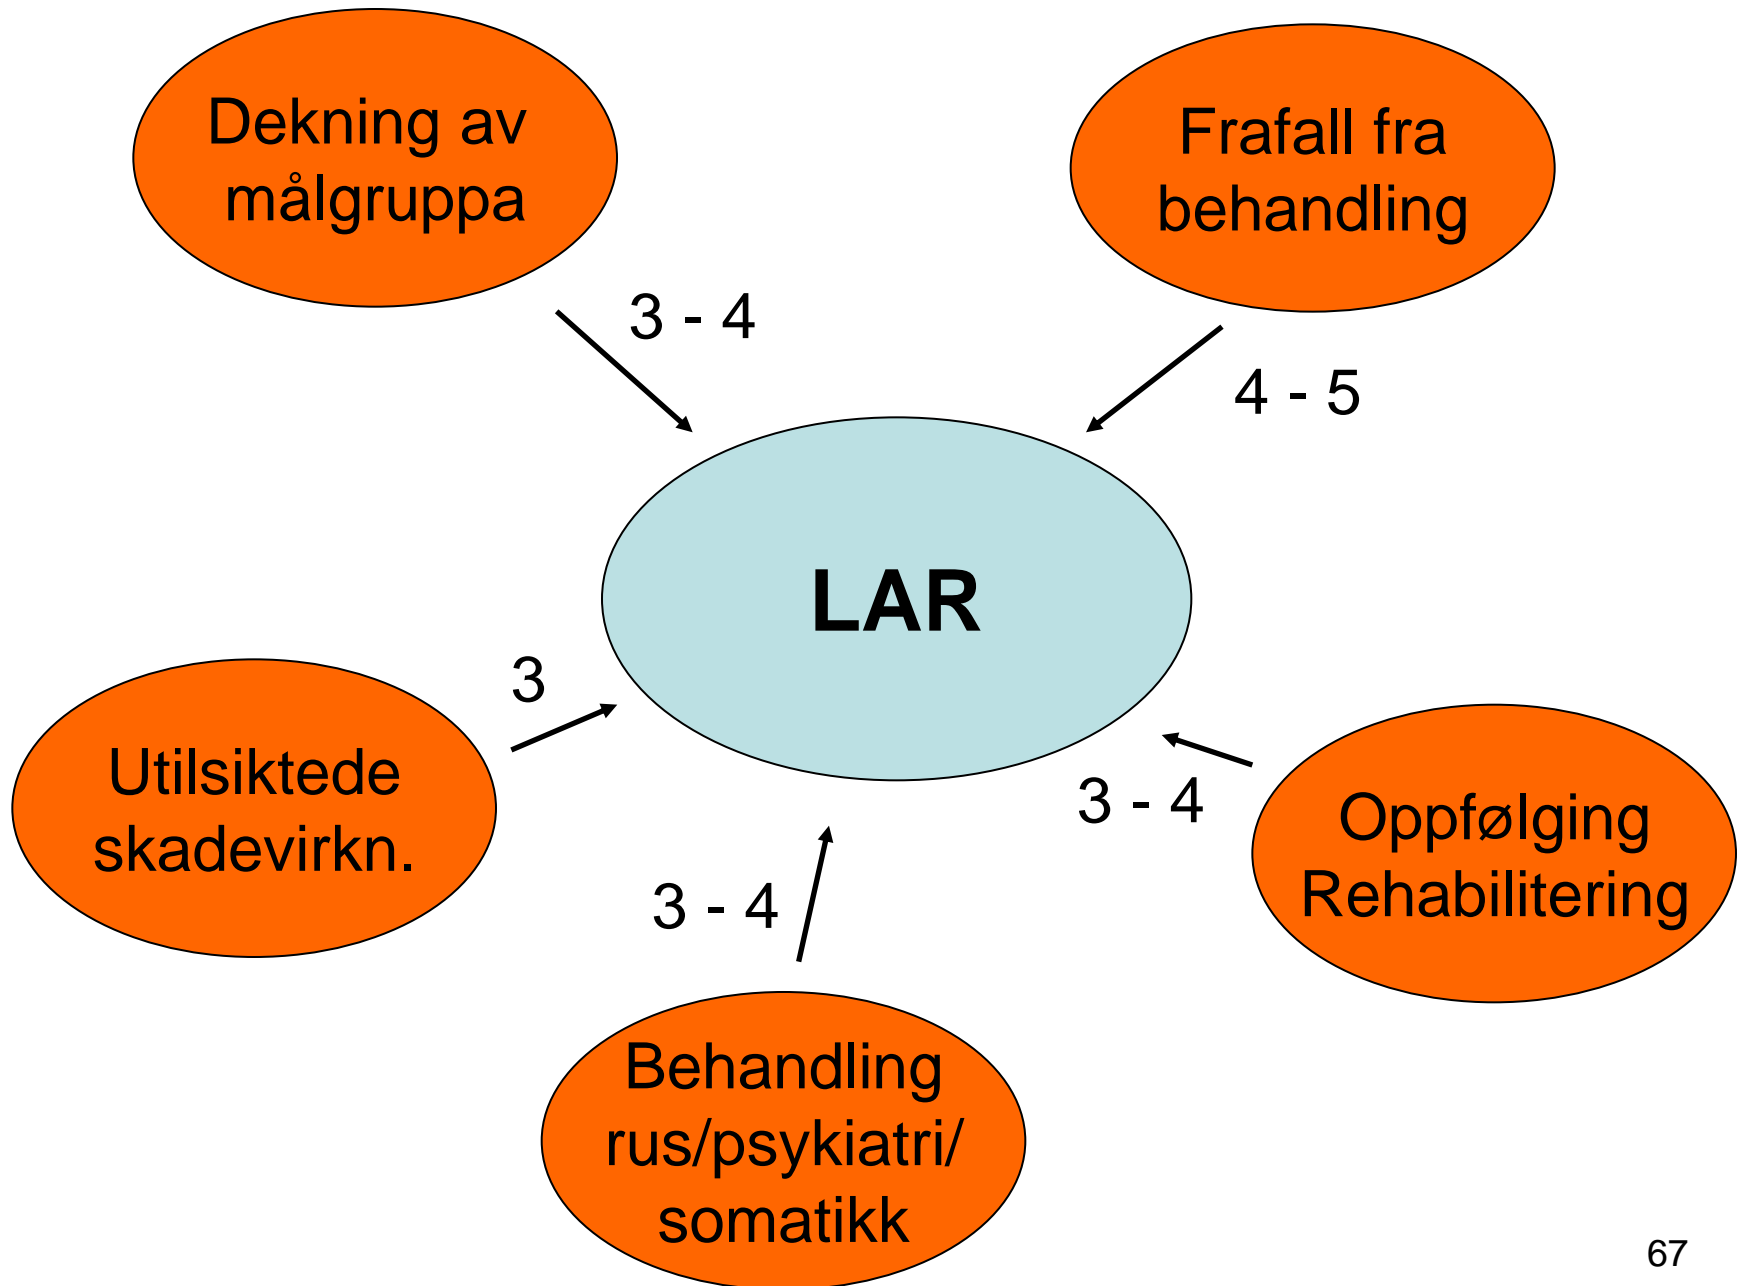 Dekning av
målgruppa
Frafall fra
behandling
3 - 4
4 - 5
LAR
3
Utilsiktede
skadevirkn.
3 - 4
Oppfølging
Rehabilitering
3 - 4
Behandling
rus/psykiatri/
somatikk
67